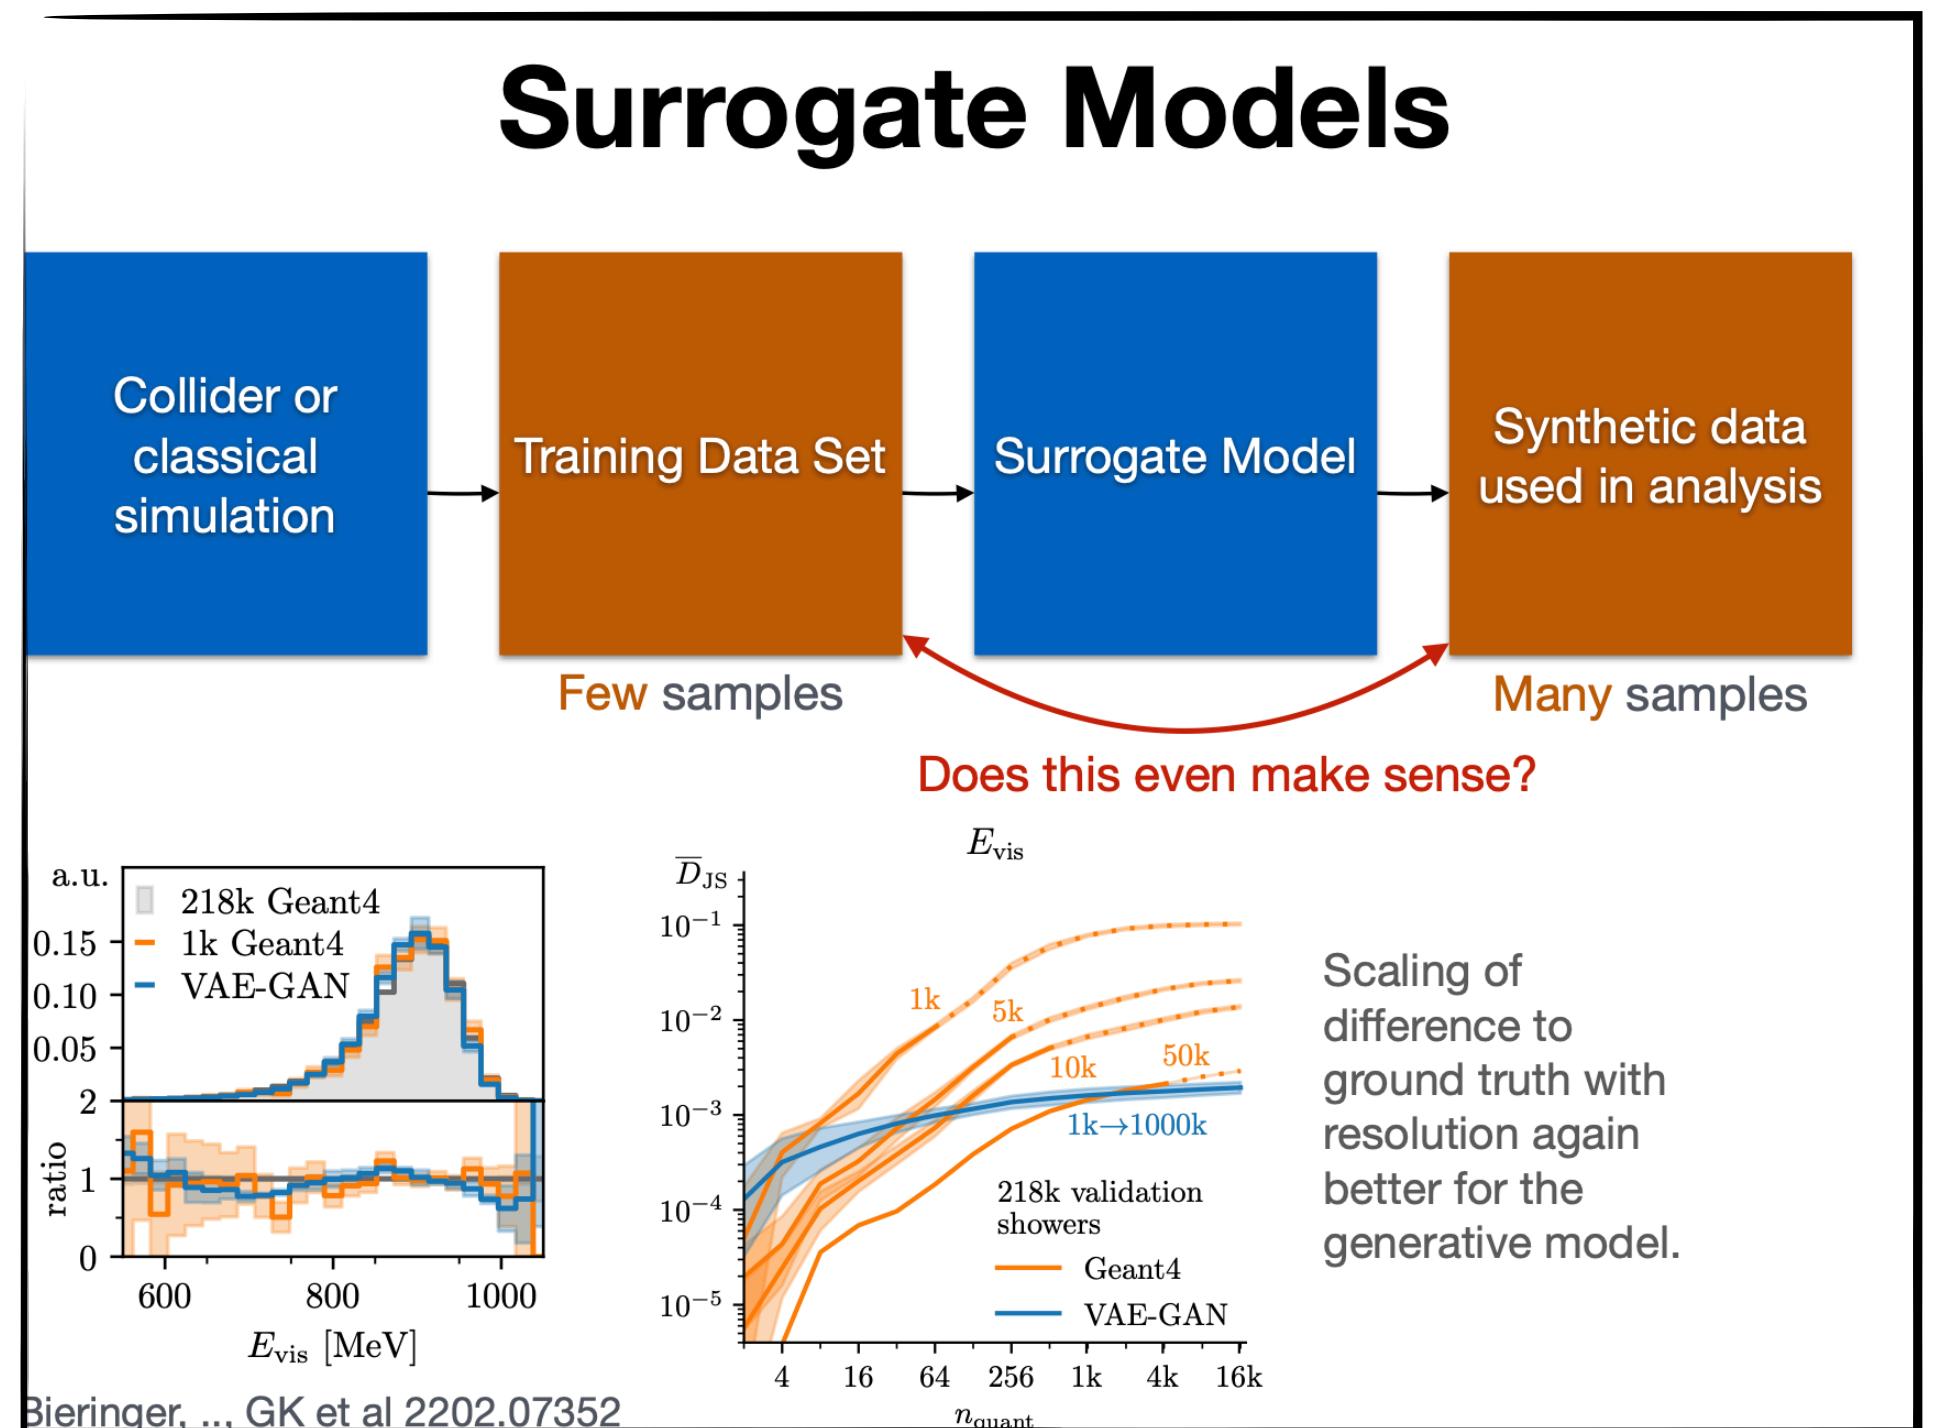 Surrogate Models
Collider or
classical
simulation
Training Data Set
Surrogate Model
Synthetic data
used in analysis
Few samples
Many samples
Does this even make sense?
a.u.
218k Geant4
1k Geant4
VAE-GAN
0.15
0.10
0.05
2
1
0
ratio
600 800 1000
E_vis [MeV]
E_vis
D̅_JS
10⁻¹
10⁻²
10⁻³
10⁻⁴
10⁻⁵
1k
5k
10k
50k
1k→1000k
218k validation
showers
Geant4
VAE-GAN
4 16 64 256 1k 4k 16k
n_quant
Scaling of
difference to
ground truth with
resolution again
better for the
generative model.
Bieringer, .., GK et al 2202.07352